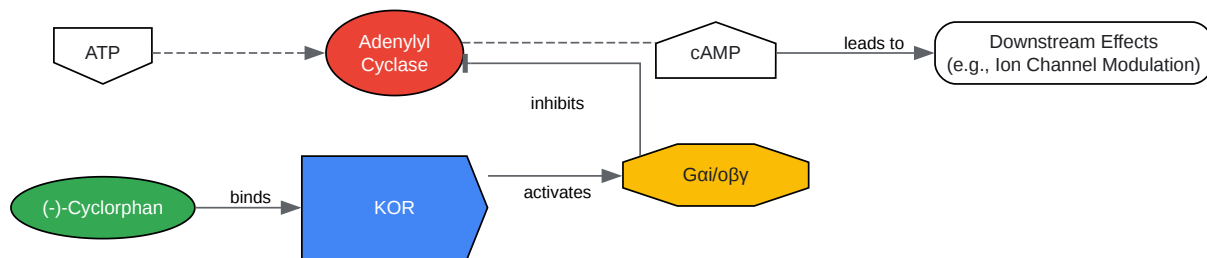 ATP
Adenylyl
Cyclase
cAMP
leads to
Downstream Effects
(e.g., Ion Channel Modulation)
inhibits
(-)-Cyclorphan
binds
KOR
activates
Gαi/oβγ